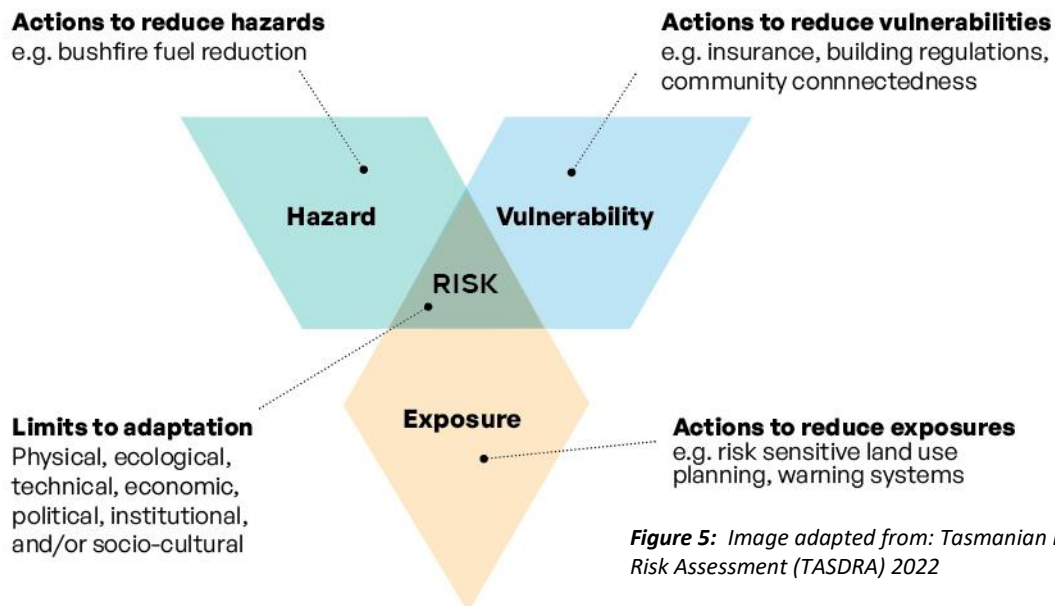 Actions to reduce hazards
e.g. bushfire fuel reduction
Actions to reduce vulnerabilities
e.g. insurance, building regulations,
community connnectedness
Hazard
Vulnerability
RISK
Exposure
Limits to adaptation
Physical, ecological,
technical, economic,
political, institutional,
and/or socio-cultural
Actions to reduce exposures
e.g. risk sensitive land use
planning, warning systems
Figure 5: Image adapted from: Tasmanian
Risk Assessment (TASDRA) 2022